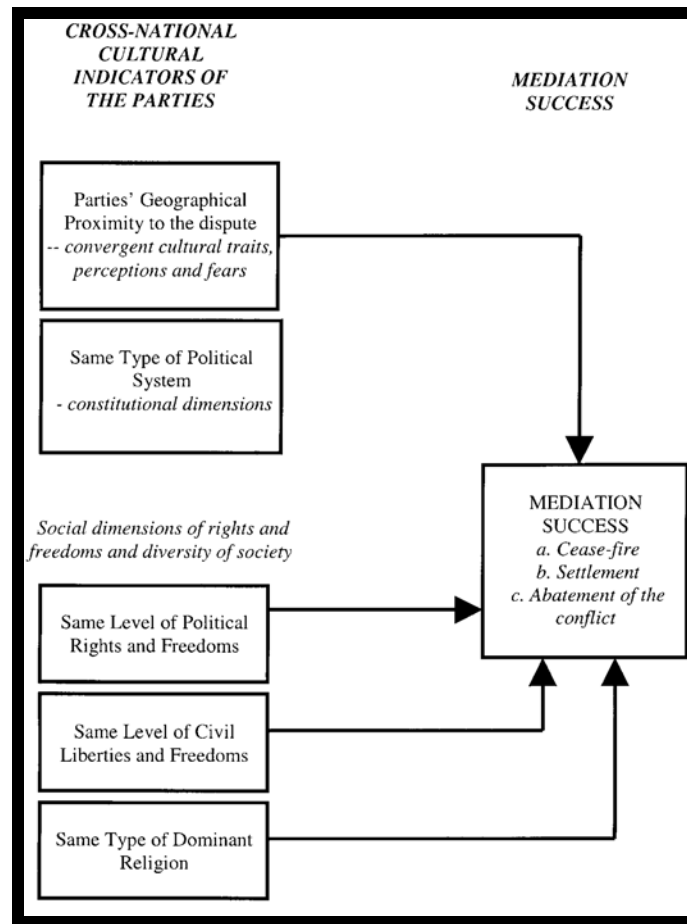 CROSS-NATIONAL
CULTURAL
INDICATORS OF
THE PARTIES
MEDIATION
SUCCESS
Parties' Geographical
Proximity to the dispute
-- convergent cultural traits,
perceptions and fears
Same Type of Political
System
- constitutional dimensions
Social dimensions of rights and
freedoms and diversity of society
MEDIATION
SUCCESS
a. Cease-fire
b. Settlement
c. Abatement of the
conflict
Same Level of Political
Rights and Freedoms
Same Level of Civil
Liberties and Freedoms
Same Type of Dominant
Religion